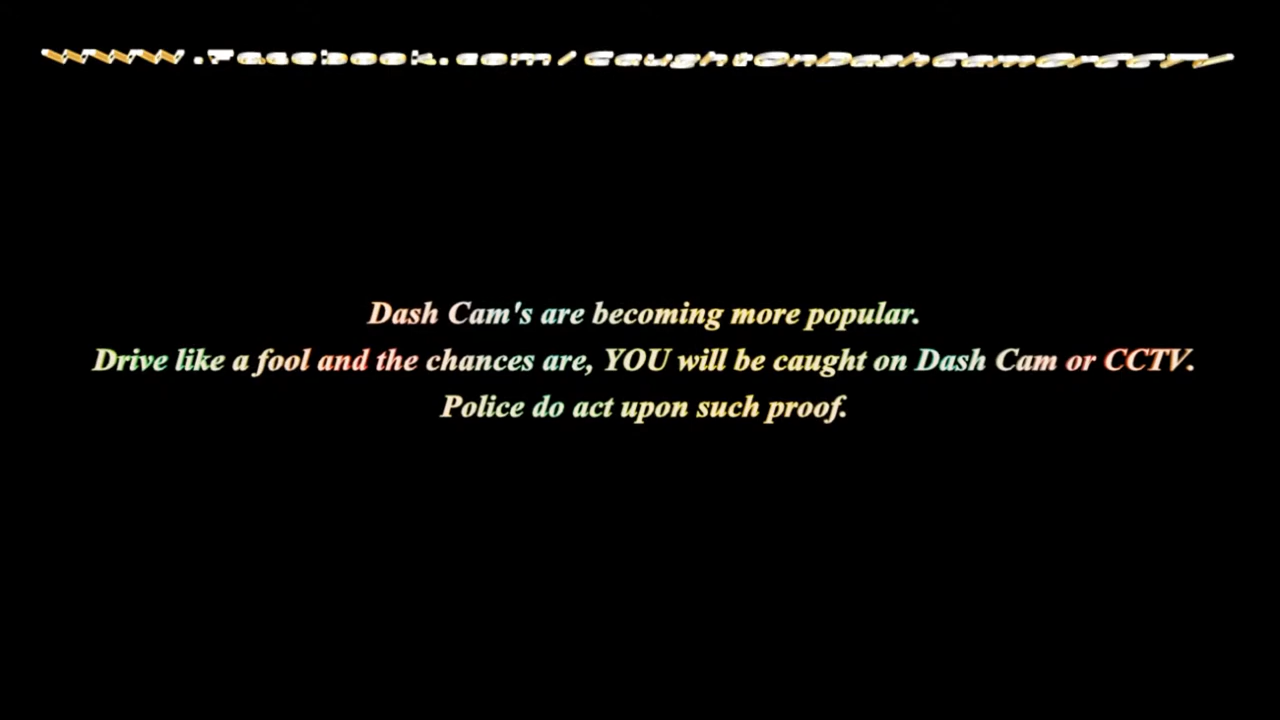 WWW.Facebook.com/CaughtOnDashCamOrCCTV/
Dash Cam's are becoming more popular.
Drive like a fool and the chances are, YOU will be caught on Dash Cam or CCTV.
Police do act upon such proof.